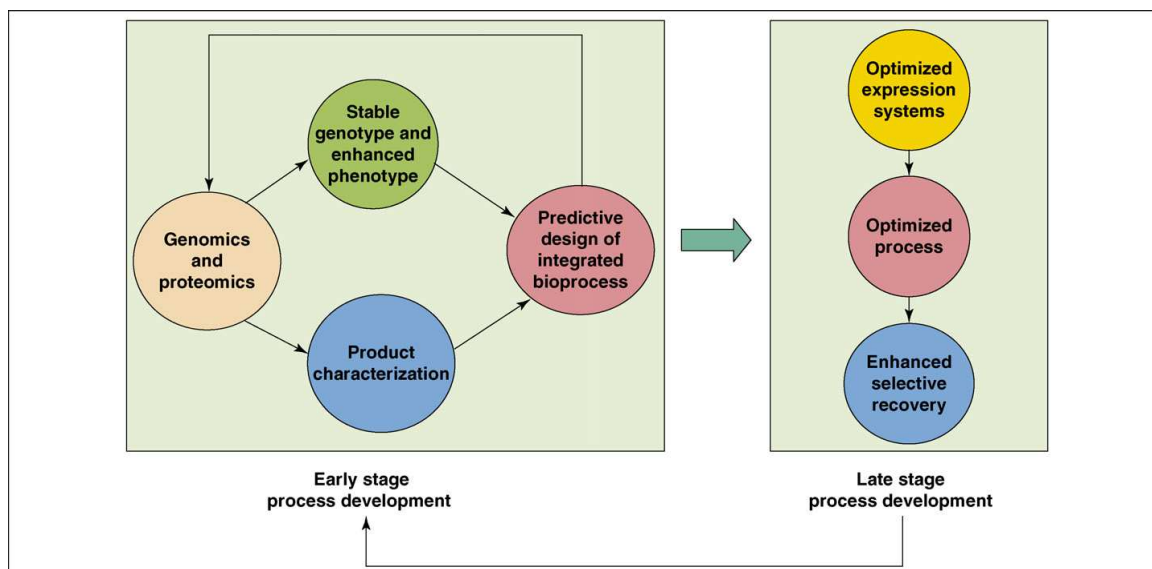 Stable
genotype and
enhanced
phenotype
Genomics
and
proteomics
Predictive
design of
integrated
bioprocess
Product
characterization
Early stage
process development
Optimized
expression
systems
Optimized
process
Enhanced
selective
recovery
Late stage
process development